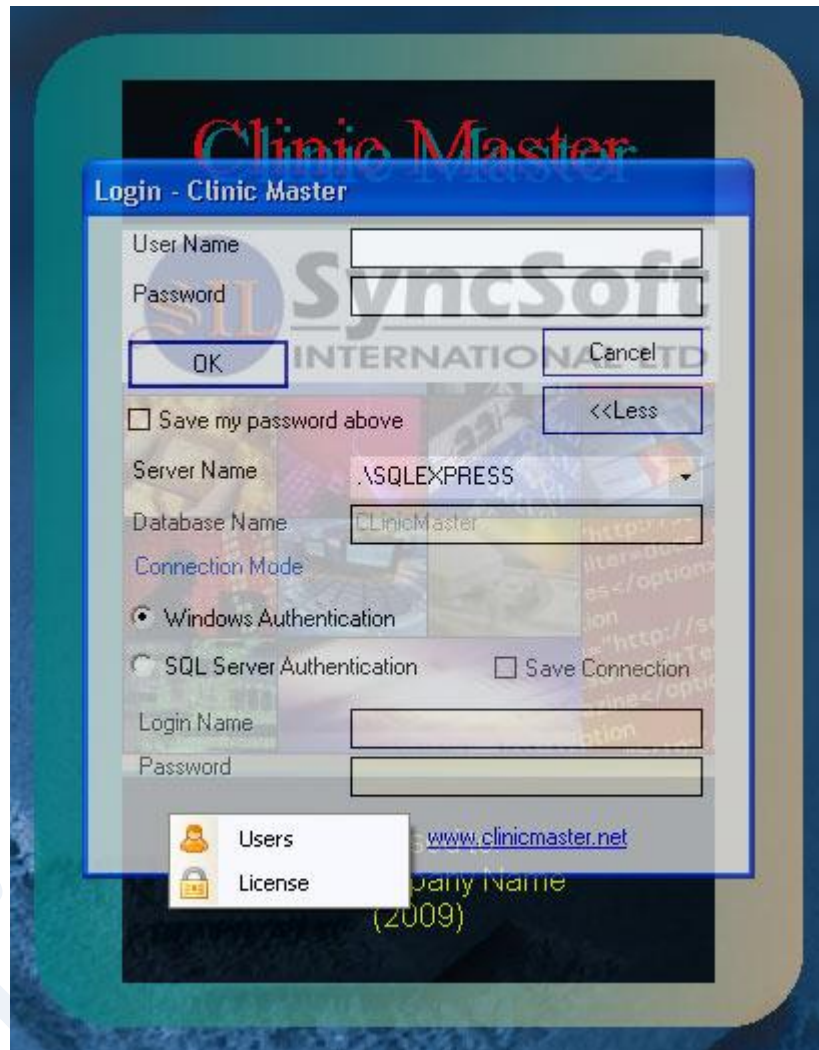 Clinic Master
Login - Clinic Master
User Name
Password
SIL SyncSoft
INTERNATIONAL LTD
OK
Cancel
Save my password above
<<Less
Server Name
.\SQLEXPRESS
Database Name
CLinicMaster
Connection Mode
Windows Authentication
SQL Server Authentication
Save Connection
Login Name
Password
Users
www.clinicmaster.net
License
Name
(2009)